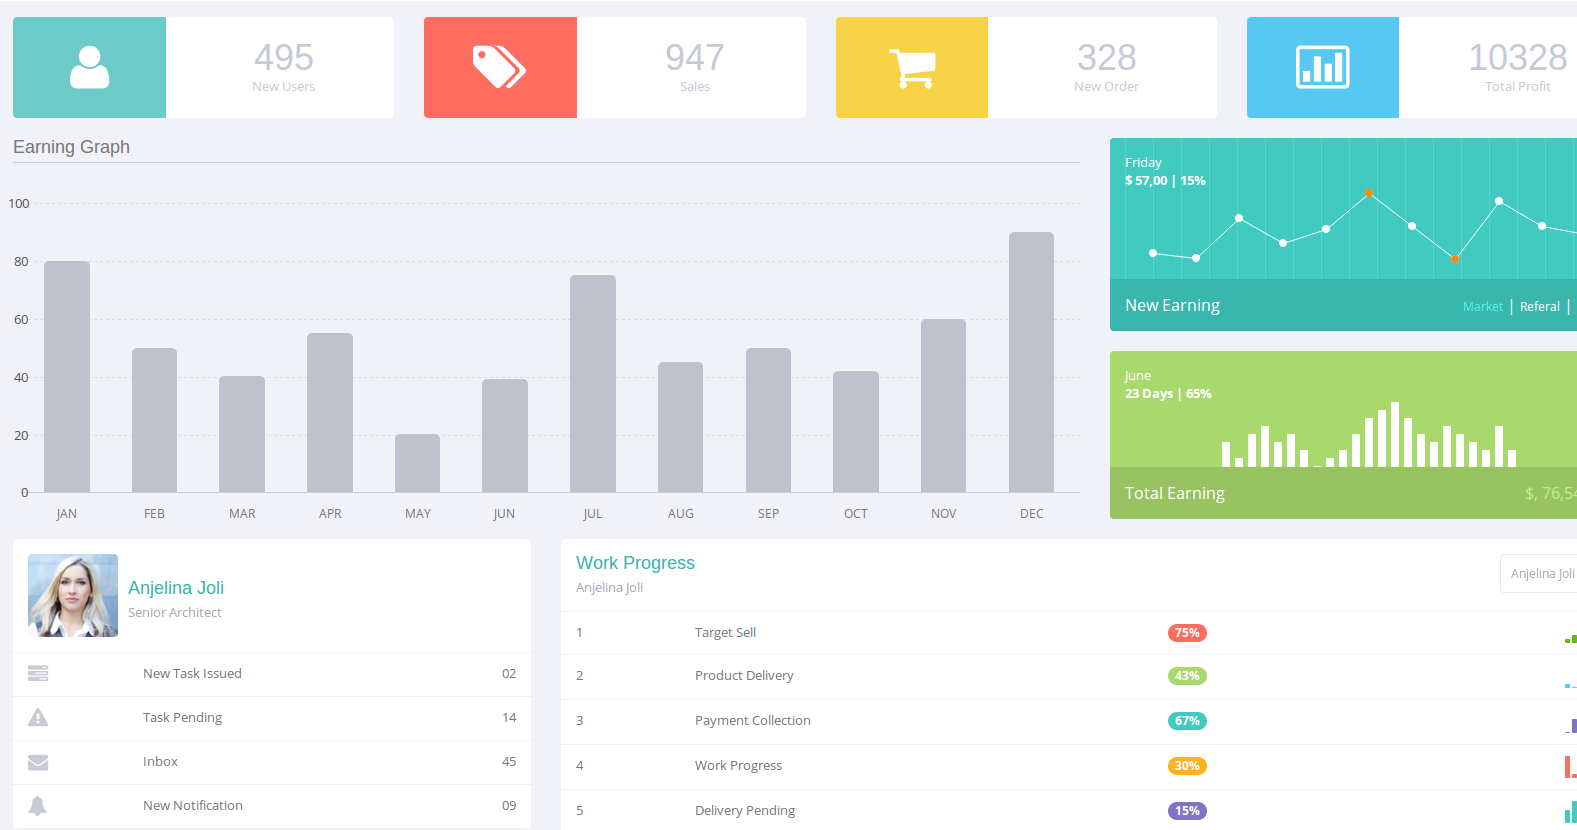 495
New Users
947
Sales
328
New Order
10328
Total Profit
Earning Graph
100
80
60
40
20
0
JAN FEB MAR APR MAY JUN JUL AUG SEP OCT NOV DEC
Friday
$ 57,00 | 15%
New Earning
Market | Referal |
June
23 Days | 65%
Total Earning
$, 76,54
Anjelina Joli
Senior Architect
New Task Issued 02
Task Pending 14
Inbox 45
New Notification 09
Work Progress
Anjelina Joli
Anjelina Joli
1 Target Sell 75%
2 Product Delivery 43%
3 Payment Collection 67%
4 Work Progress 30%
5 Delivery Pending 15%